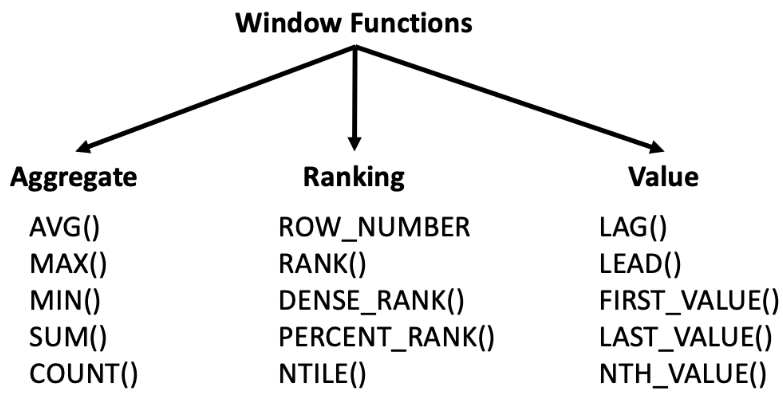 Window Functions
Aggregate
AVG()
MAX()
MIN()
SUM()
COUNT()
Ranking
ROW_NUMBER
RANK()
DENSE_RANK()
PERCENT_RANK()
NTILE()
Value
LAG()
LEAD()
FIRST_VALUE()
LAST_VALUE()
NTH_VALUE()